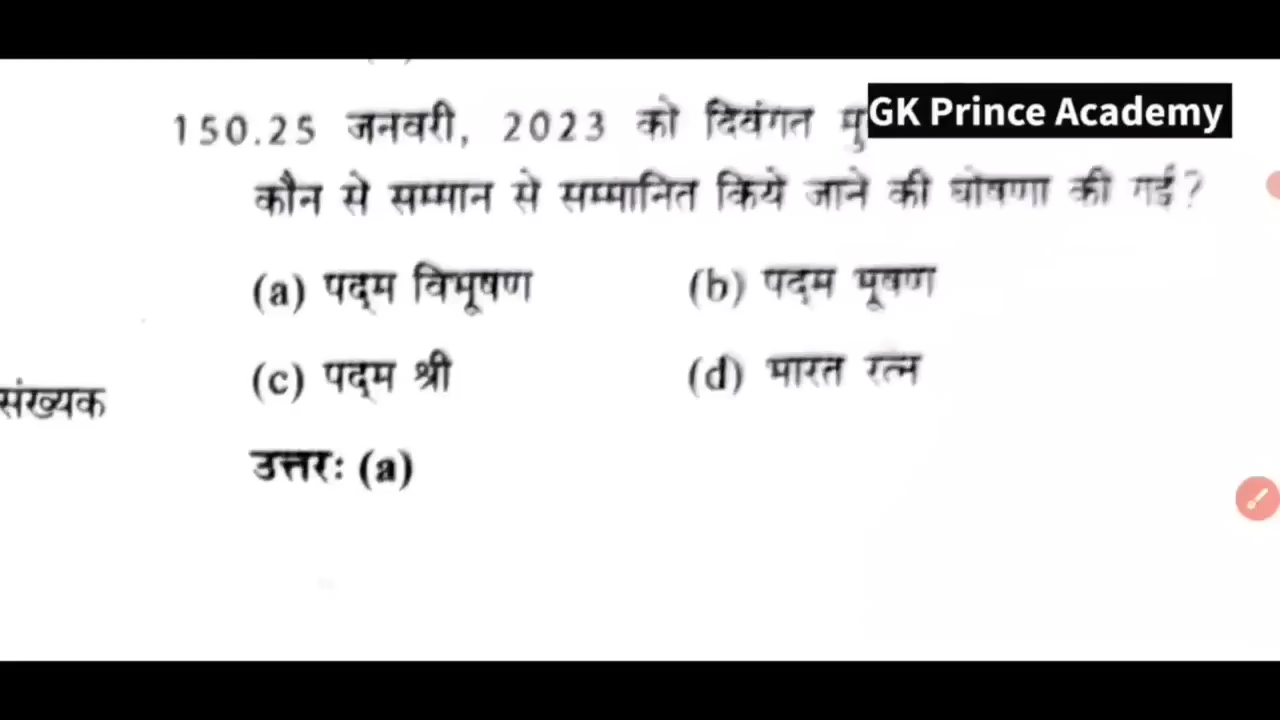 150.25 जनवरी, 2023 को दिवंगत मु
GK Prince Academy
कौन से सम्मान से सम्मानित किये जाने की घोषणा की गई?
(a) पद्म विभूषण (b) पद्म भूषण
(c) पद्म श्री (d) भारत रत्न
संख्यक
उत्तरः (a)